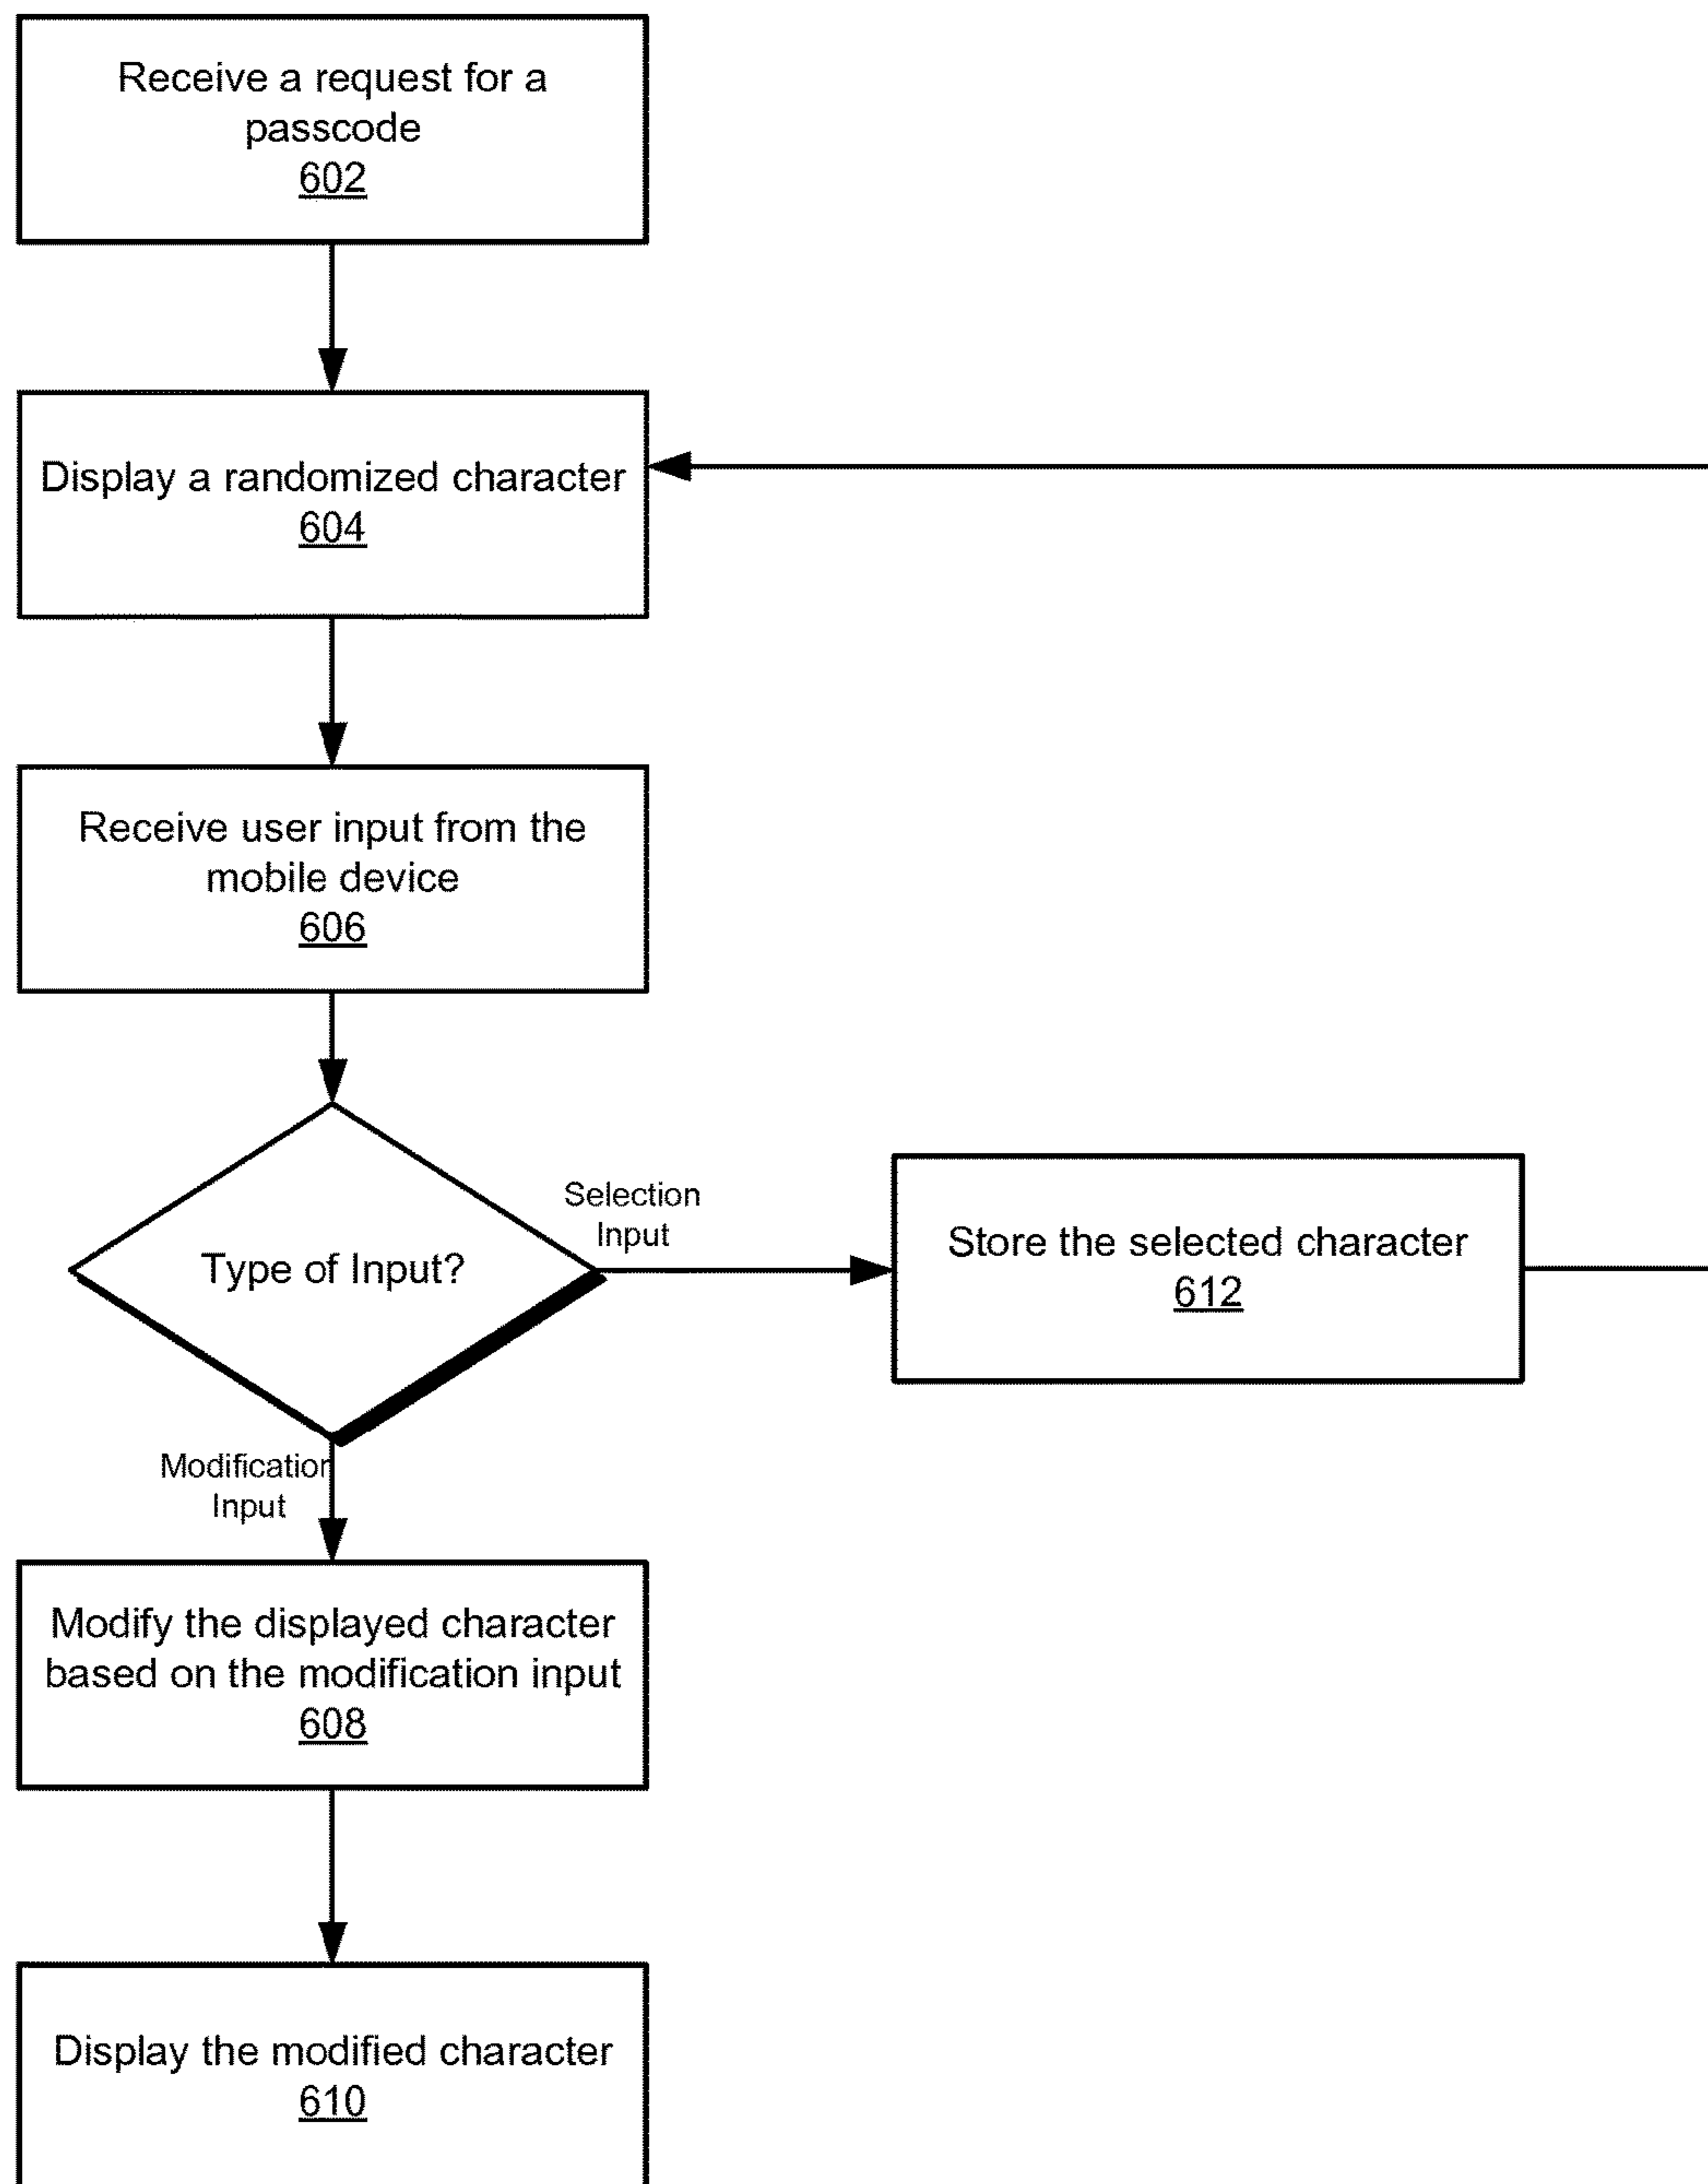 Receive a request for a
passcode
602
Display a randomized character
604
Receive user input from the
mobile device
606
Type of Input?
Selection
Input
Store the selected character
612
Modification
Input
Modify the displayed character
based on the modification input
608
Display the modified character
610